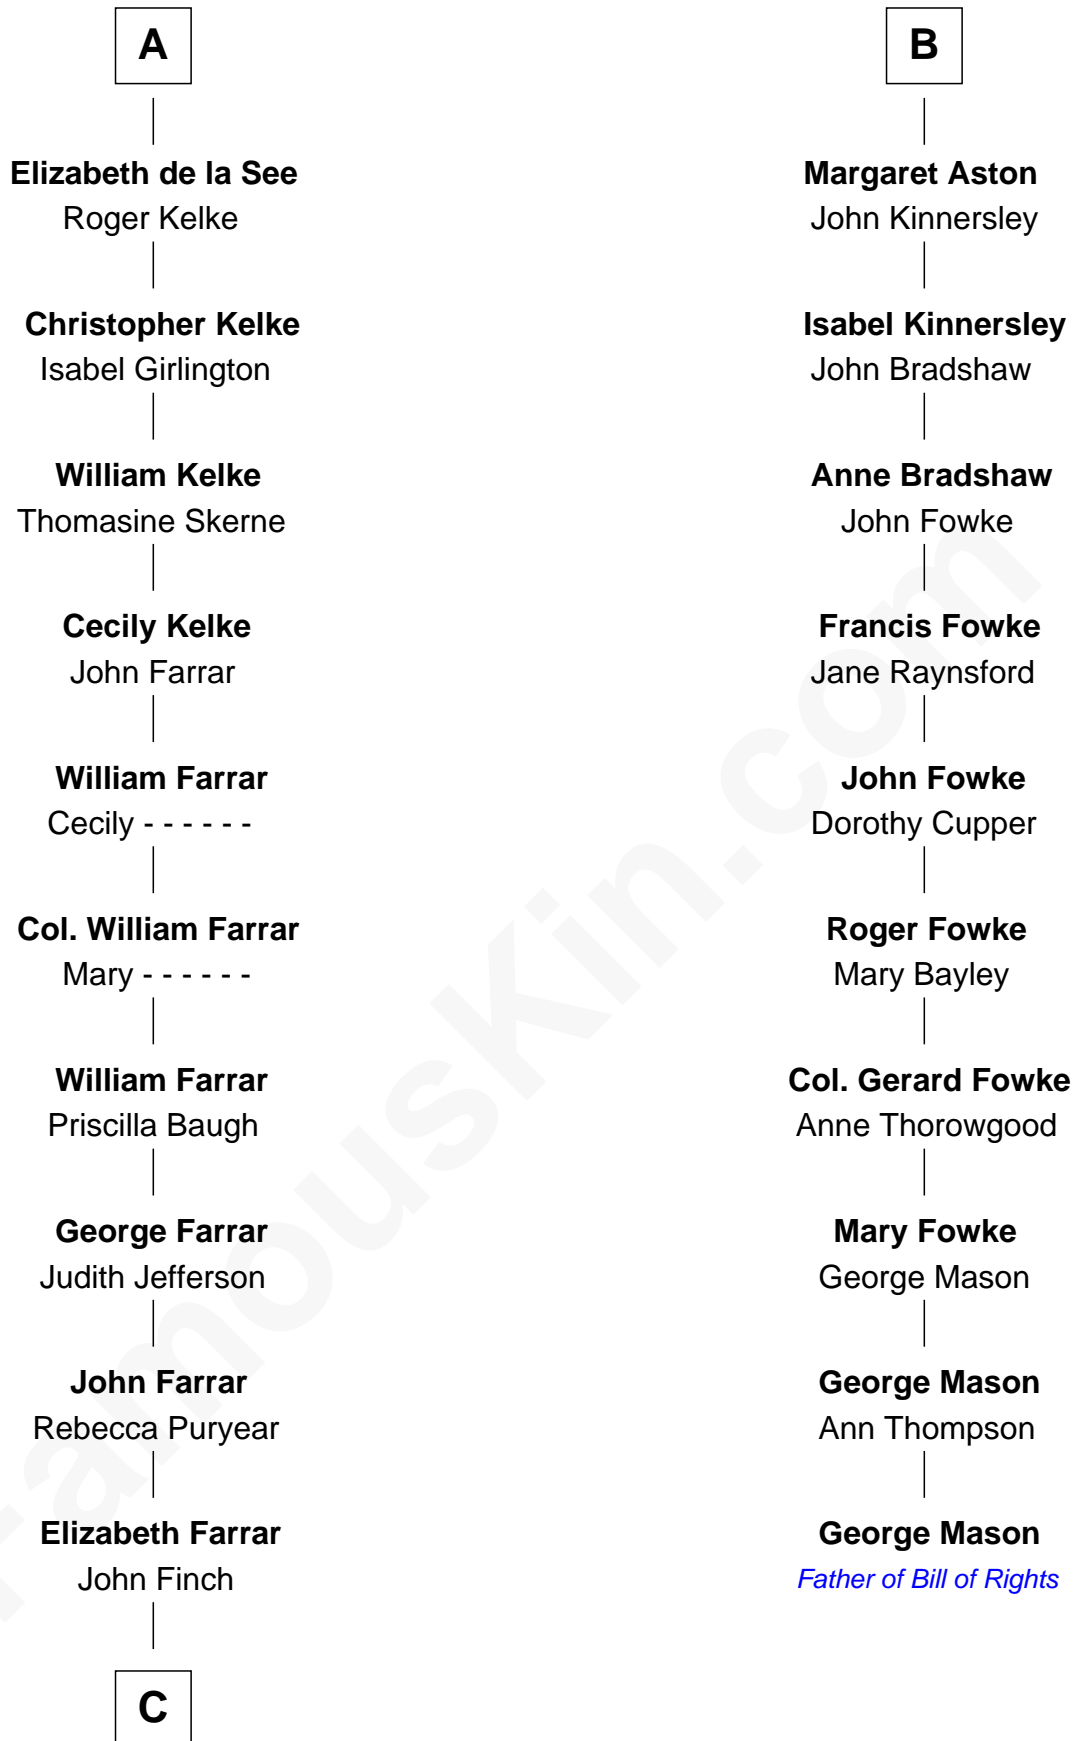 A
Elizabeth de la See
Roger Kelke
Christopher Kelke
Isabel Girlington
William Kelke
Thomasine Skerne
Cecily Kelke
John Farrar
William Farrar
Cecily - - - - - -
Col. William Farrar
Mary - - - - - -
William Farrar
Priscilla Baugh
George Farrar
Judith Jefferson
John Farrar
Rebecca Puryear
Elizabeth Farrar
John Finch
C
B
Margaret Aston
John Kinnersley
Isabel Kinnersley
John Bradshaw
Anne Bradshaw
John Fowke
Francis Fowke
Jane Raynsford
John Fowke
Dorothy Cupper
Roger Fowke
Mary Bayley
Col. Gerard Fowke
Anne Thorowgood
Mary Fowke
George Mason
George Mason
Ann Thompson
George Mason
Father of Bill of Rights
FamousKin.com